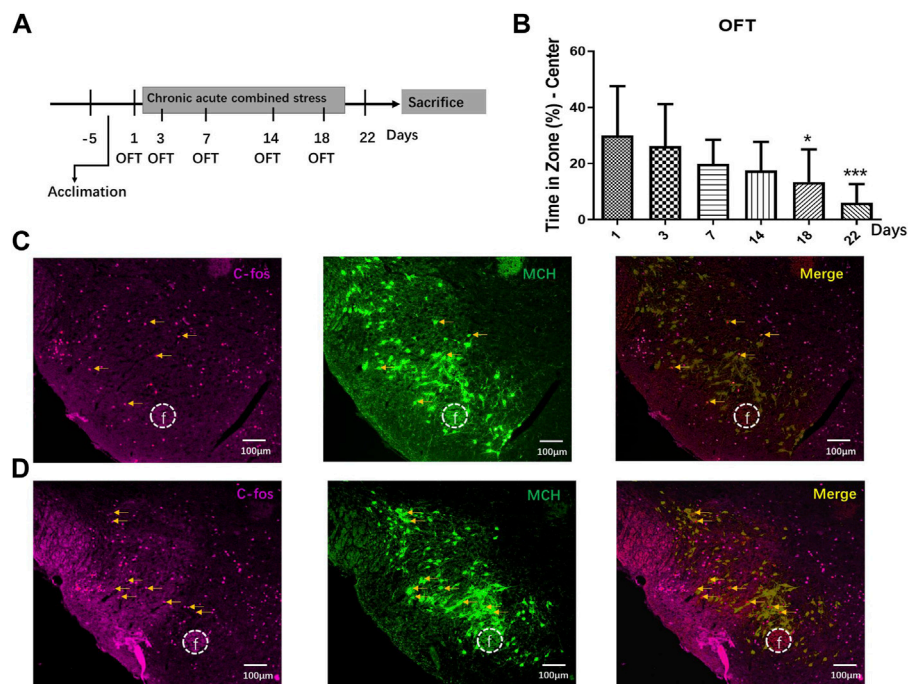 A
Chronic acute combined stress
Sacrifice
-5 1 3 7 14 18 22 Days
OFT OFT OFT OFT OFT
Acclimation
B
OFT
Time in Zone (%) - Center
60
40
20
0
*
***
1 3 7 14 18 22 Days
C
C-fos
f
100μm
MCH
f
100μm
Merge
f
100μm
D
C-fos
f
100μm
MCH
f
100μm
Merge
f
100μm